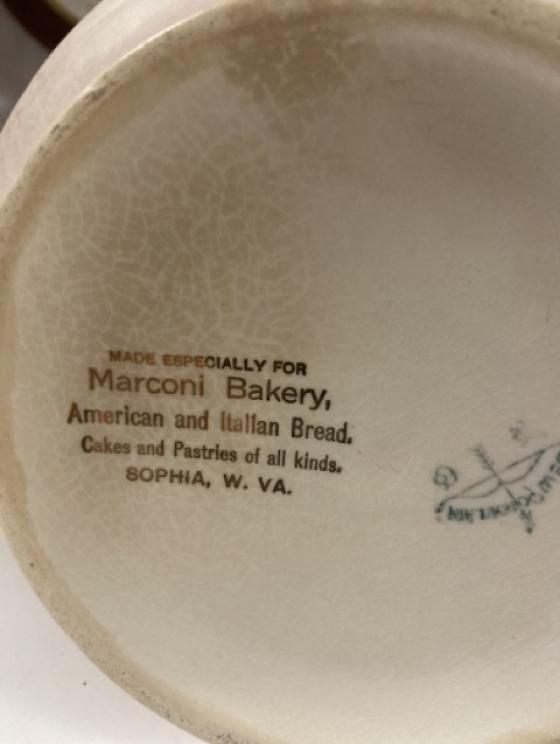 MADE ESPECIALLY FOR
Marconi Bakery,
American and Italian Bread.
Cakes and Pastries of all kinds.
SOPHIA, W. VA.